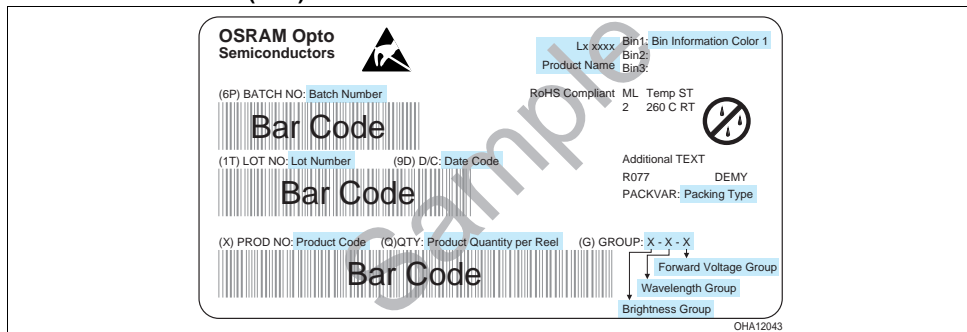 OSRAM Opto
Semiconductors
Lx xxxx
Product Name
Bin1: Bin Information Color 1
Bin2:
Bin3:
RoHS Compliant
ML Temp ST
2 260 C RT
(6P) BATCH NO: Batch Number
Bar Code
(1T) LOT NO: Lot Number (9D) D/C: Date Code
Bar Code
Additional TEXT
R077 DEMY
PACKVAR: Packing Type
(X) PROD NO: Product Code (Q)QTY: Product Quantity per Reel (G) GROUP: X - X - X
Bar Code
Forward Voltage Group
Wavelength Group
Brightness Group
Sample
OHA12043